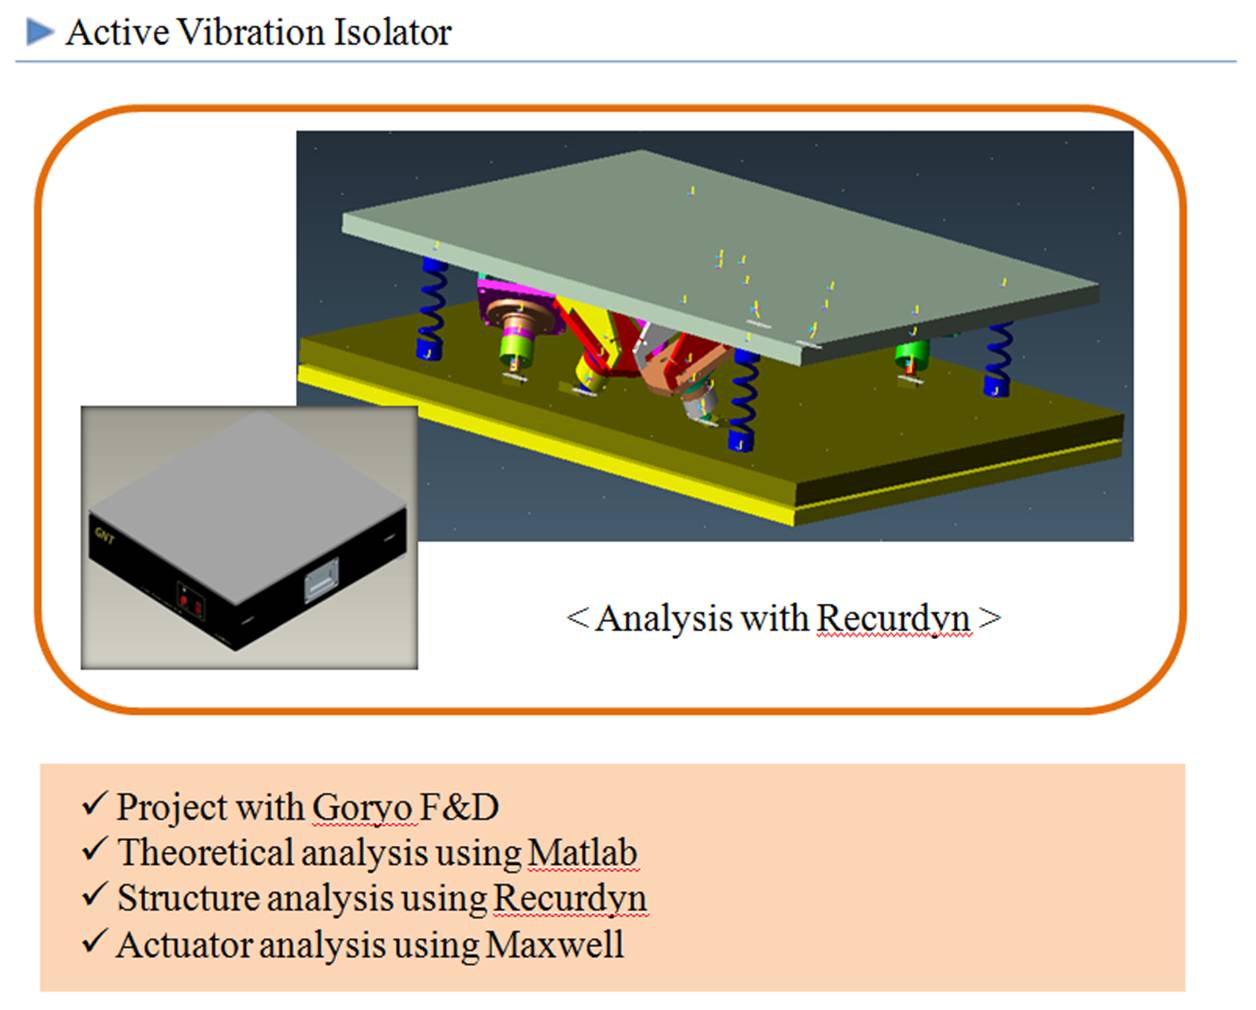 Active Vibration Isolator
GNT
< Analysis with Recurdyn >
✓ Project with Goryo F&D
✓ Theoretical analysis using Matlab
✓ Structure analysis using Recurdyn
✓ Actuator analysis using Maxwell